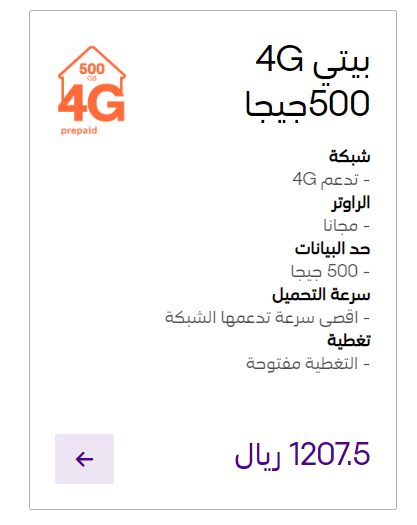 بيتي 4G
500جيجا
500
GB
4G
prepaid
شبكة
- تدعم 4G
الراوتر
- مجانا
حد البيانات
- 500 جيجا
سرعة التحميل
- اقصى سرعة تدعمها الشبكة
تغطية
- التغطية مفتوحة
1207.5 ريال